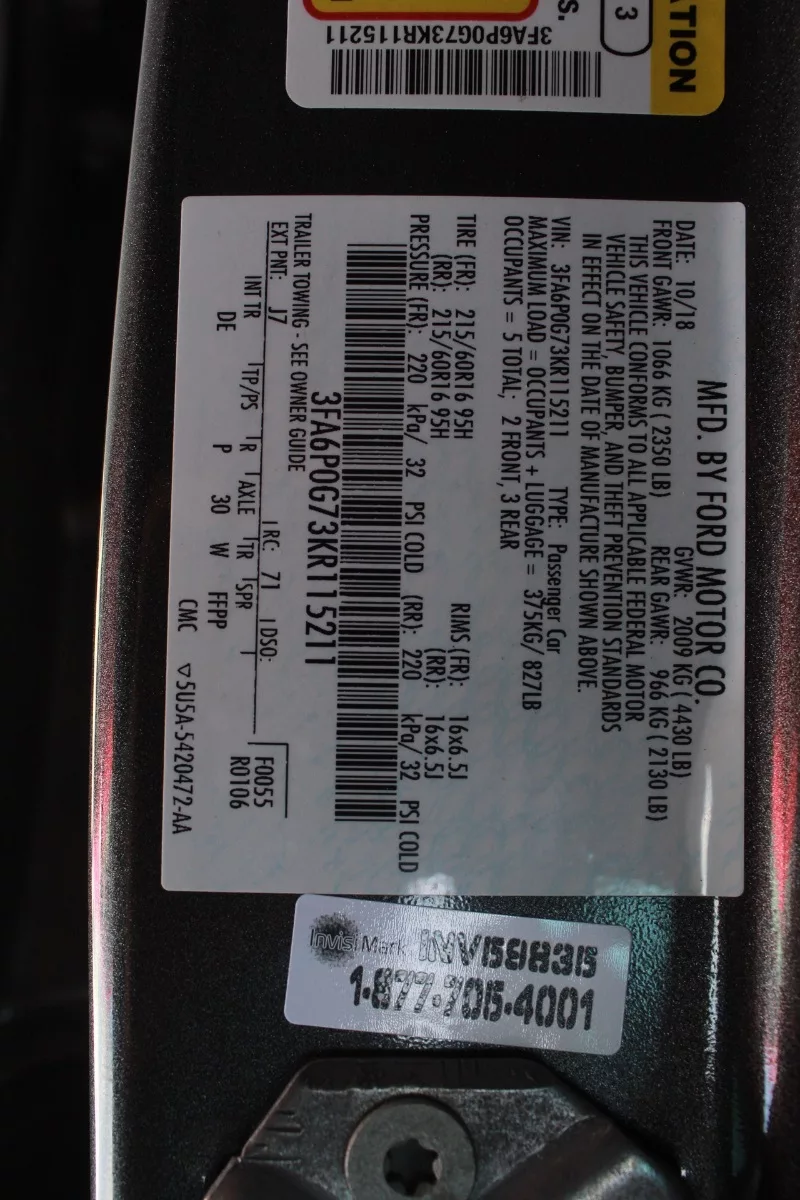 ATION
3
S.
3FA6P0G73KR115211
MFD. BY FORD MOTOR CO.
DATE: 10/18 GVWR: 2009 KG ( 4430 LB)
FRONT GAWR: 1066 KG ( 2350 LB) REAR GAWR: 966 KG ( 2130 LB)
THIS VEHICLE CONFORMS TO ALL APPLICABLE FEDERAL MOTOR
VEHICLE SAFETY, BUMPER, AND THEFT PREVENTION STANDARDS
IN EFFECT ON THE DATE OF MANUFACTURE SHOWN ABOVE.
VIN: 3FA6P0G73KR115211 TYPE: Passenger Car
MAXIMUM LOAD = OCCUPANTS + LUGGAGE = 375KG/ 827LB
OCCUPANTS = 5 TOTAL; 2 FRONT, 3 REAR
TIRE (FR): 215/60R16 95H RIMS (FR): 16x6.5J
(RR): 215/60R16 95H (RR): 16x6.5J
PRESSURE (FR): 220 kPa/ 32 PSI COLD (RR): 220 kPa/ 32 PSI COLD
3FA6P0G73KR115211
TRAILER TOWING - SEE OWNER GUIDE
EXT PNT: J7 RC: 71 DSO: F0055
INT TR TP/PS R AXLE TR SPR R0106
DE P 30 W FFPP
CMC ▽5U5A-5420472-AA
InvisiMark INV59835
1-877-705-4001